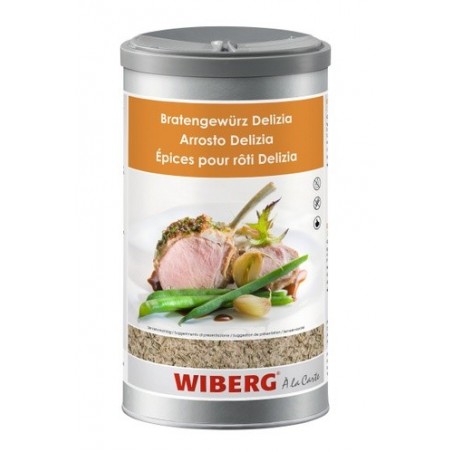 Bratengewürz Delizia
Arrosto Delizia
Épices pour rôti Delizia
WIBERG®
À la Carte